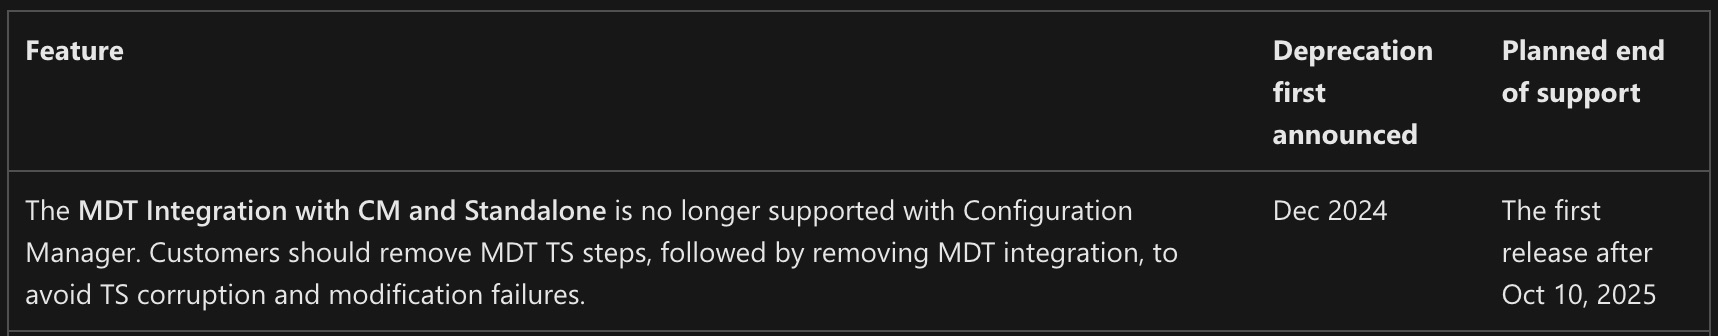 Feature
Deprecation
first
announced
Planned end
of support
The MDT Integration with CM and Standalone is no longer supported with Configuration
Manager. Customers should remove MDT TS steps, followed by removing MDT integration, to
avoid TS corruption and modification failures.
Dec 2024
The first
release after
Oct 10, 2025